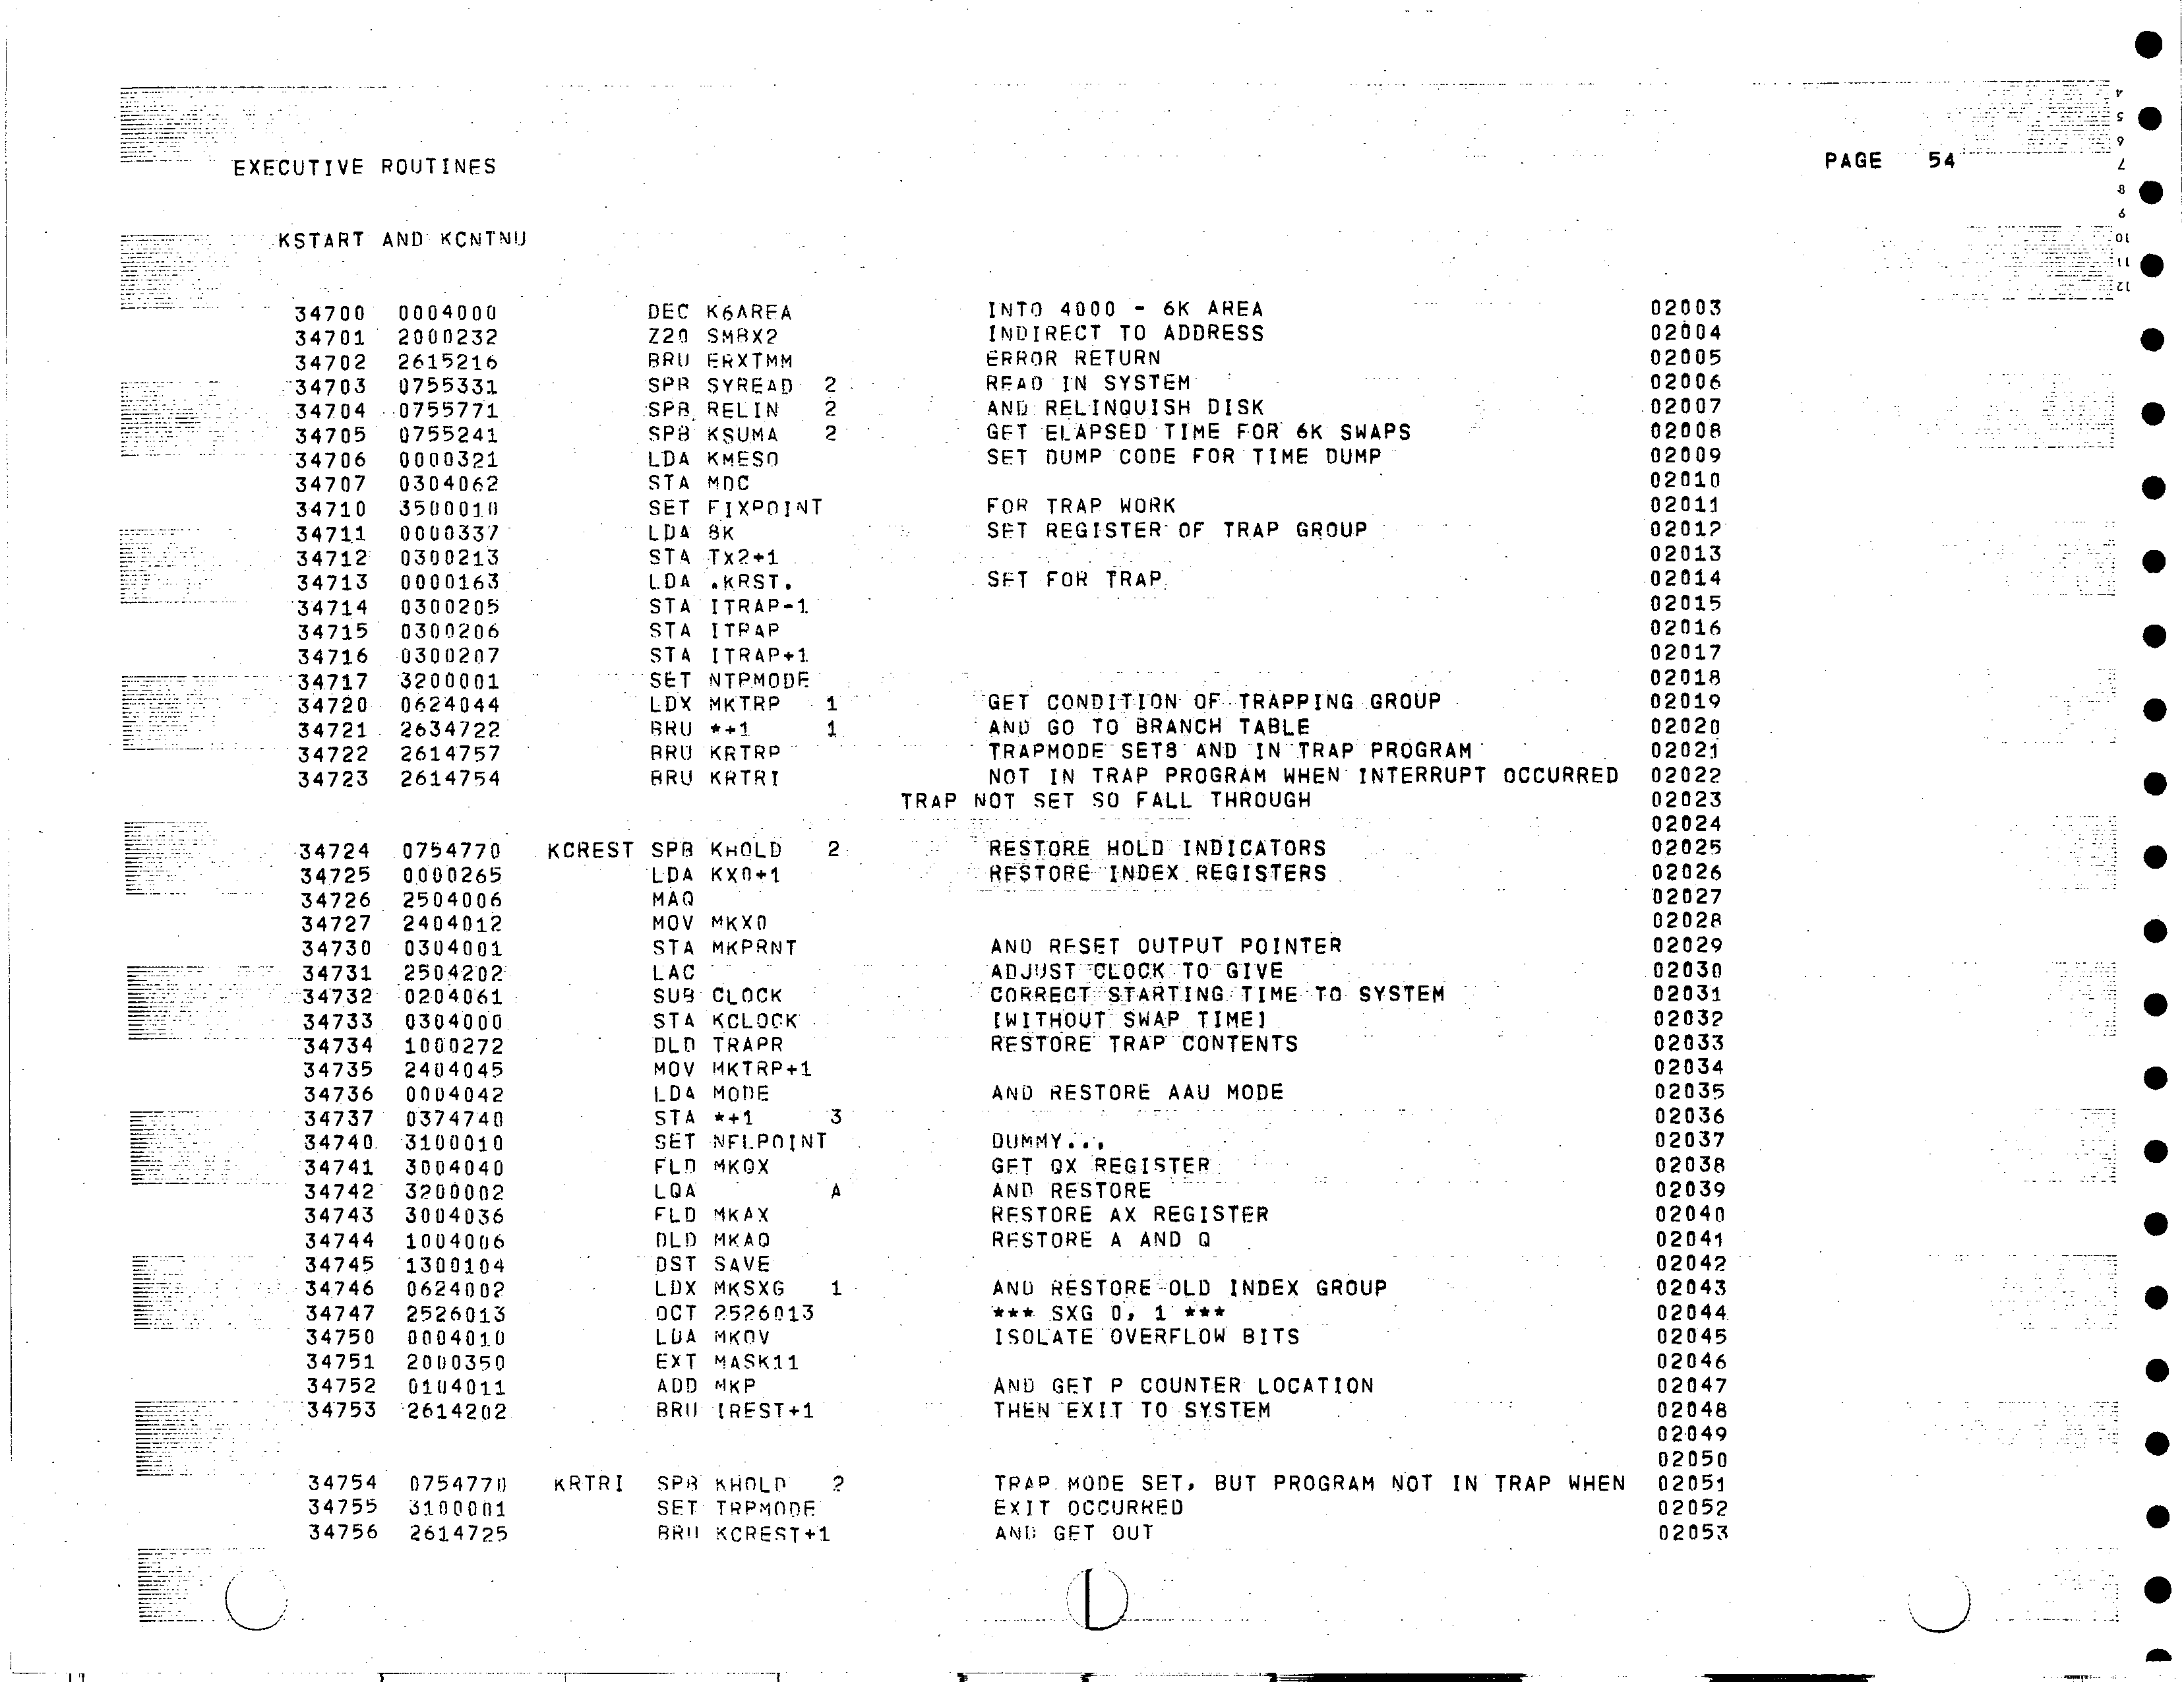 EXECUTIVE ROUTINES PAGE 54
KSTART AND KCNTNU
34700 0004000 DEC K6AREA INTO 4000 - 6K AREA 02003
34701 2000232 Z20 SMBX2 INDIRECT TO ADDRESS 02004
34702 2615216 BRU ERXTMM ERROR RETURN 02005
34703 0755331 SPB SYREAD 2 READ IN SYSTEM 02006
34704 0755771 SPB RELIN 2 AND RELINQUISH DISK 02007
34705 0755241 SPB KSUMA 2 GET ELAPSED TIME FOR 6K SWAPS 02008
34706 0000321 LDA KMESO SET DUMP CODE FOR TIME DUMP 02009
34707 0304062 STA MDC 02010
34710 3500010 SET FIXPOINT FOR TRAP WORK 02011
34711 0000337 LDA 8K SET REGISTER OF TRAP GROUP 02012
34712 0300213 STA TX2+1 02013
34713 0000163 LDA .KRST. SET FOR TRAP 02014
34714 0300205 STA ITRAP-1 02015
34715 0300206 STA ITRAP 02016
34716 0300207 STA ITRAP+1 02017
34717 3200001 SET NTPMODE 02018
34720 0624044 LDX MKTRP 1 GET CONDITION OF TRAPPING GROUP 02019
34721 2634722 BRU *+1 1 AND GO TO BRANCH TABLE 02020
34722 2614757 BRU KRTRP TRAPMODE SET8 AND IN TRAP PROGRAM 02021
34723 2614754 BRU KRTRI NOT IN TRAP PROGRAM WHEN INTERRUPT OCCURRED 02022
TRAP NOT SET SO FALL THROUGH 02023
02024
34724 0754770 KCREST SPB KHOLD 2 RESTORE HOLD INDICATORS 02025
34725 0000265 LDA KX0+1 RESTORE INDEX REGISTERS 02026
34726 2504006 MAQ 02027
34727 2404012 MOV MKX0 02028
34730 0304001 STA MKPRNT AND RESET OUTPUT POINTER 02029
34731 2504202 LAC ADJUST CLOCK TO GIVE 02030
34732 0204061 SUB CLOCK CORRECT STARTING TIME TO SYSTEM 02031
34733 0304000 STA KCLOCK [WITHOUT SWAP TIME] 02032
34734 1000272 DLD TRAPR RESTORE TRAP CONTENTS 02033
34735 2404045 MOV MKTRP+1 02034
34736 0004042 LDA MODE AND RESTORE AAU MODE 02035
34737 0374740 STA *+1 3 02036
34740 3100010 SET NFLPOINT DUMMY... 02037
34741 3004040 FLD MKQX GET QX REGISTER 02038
34742 3200002 LQA A AND RESTORE 02039
34743 3004036 FLD MKAX RESTORE AX REGISTER 02040
34744 1004006 DLD MKAQ RESTORE A AND Q 02041
34745 1300104 DST SAVE 02042
34746 0624002 LDX MKSXG 1 AND RESTORE OLD INDEX GROUP 02043
34747 2526013 OCT 2526013 *** SXG 0, 1 *** 02044
34750 0004010 LDA MKOV ISOLATE OVERFLOW BITS 02045
34751 2000350 EXT MASK11 02046
34752 0104011 ADD MKP AND GET P COUNTER LOCATION 02047
34753 2614202 BRU IREST+1 THEN EXIT TO SYSTEM 02048
02049
02050
34754 0754770 KRTRI SPB KHOLD 2 TRAP MODE SET, BUT PROGRAM NOT IN TRAP WHEN 02051
34755 3100001 SET TRPMODE EXIT OCCURRED 02052
34756 2614725 BRU KCREST+1 AND GET OUT 02053